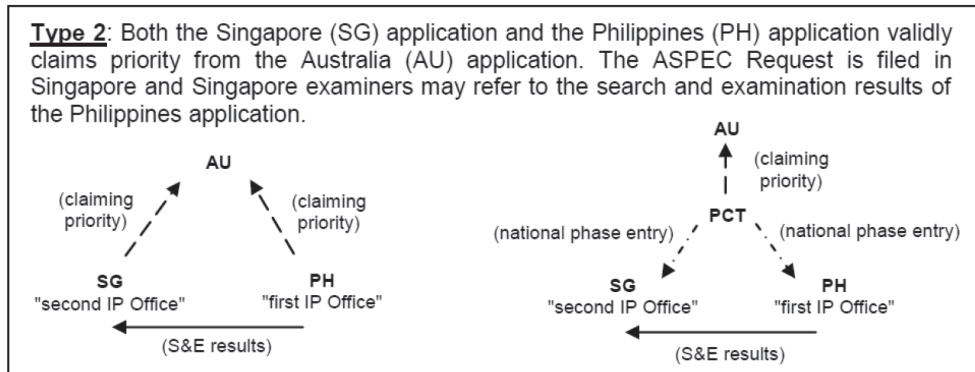 Type 2: Both the Singapore (SG) application and the Philippines (PH) application validly
claims priority from the Australia (AU) application. The ASPEC Request is filed in
Singapore and Singapore examiners may refer to the search and examination results of
the Philippines application.
AU
(claiming
priority)
(claiming
priority)
SG
"second IP Office"
PH
"first IP Office"
(S&E results)
AU
(claiming
priority)
PCT
(national phase entry)
(national phase entry)
SG
"second IP Office"
PH
"first IP Office"
(S&E results)